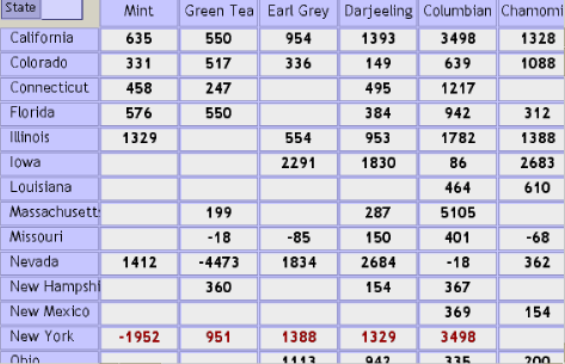 State Mint Green Tea Earl Grey Darjeeling Columbian Chamomi
California 635 550 954 1393 3498 1328
Colorado 331 517 336 149 639 1088
Connecticut 458 247 495 1217
Florida 576 550 384 942 312
Illinois 1329 554 953 1782 1388
Iowa 2291 1830 86 2683
Louisiana 464 610
Massachusett 199 287 5105
Missouri -18 -85 150 401 -68
Nevada 1412 -4473 1834 2684 -18 362
New Hampshi 360 154 367
New Mexico 369 154
New York -1952 951 1388 1329 3498
Ohio 1113 942 335 200